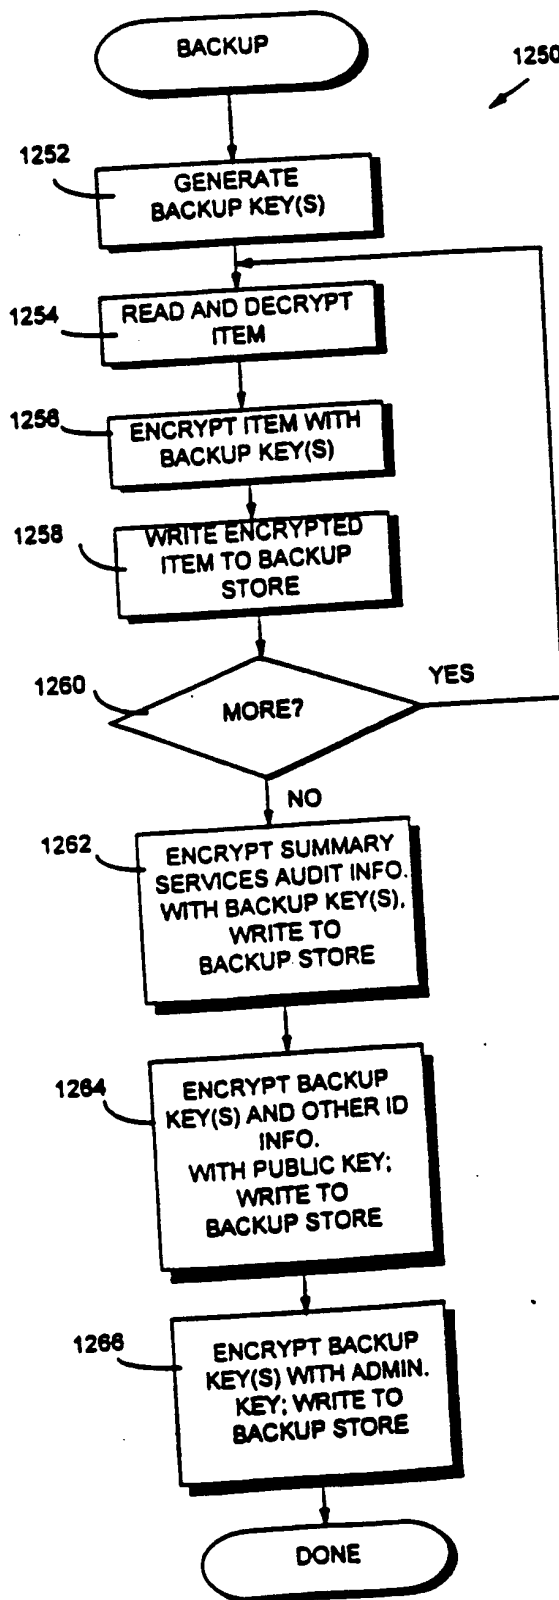 BACKUP
1250
1252
GENERATE
BACKUP KEY(S)
1254
READ AND DECRYPT
ITEM
1256
ENCRYPT ITEM WITH
BACKUP KEY(S)
1258
WRITE ENCRYPTED
ITEM TO BACKUP
STORE
1260
MORE?
YES
NO
1262
ENCRYPT SUMMARY
SERVICES AUDIT INFO.
WITH BACKUP KEY(S),
WRITE TO
BACKUP STORE
1264
ENCRYPT BACKUP
KEY(S) AND OTHER ID
INFO.
WITH PUBLIC KEY;
WRITE TO
BACKUP STORE
1266
ENCRYPT BACKUP
KEY(S) WITH ADMIN.
KEY; WRITE TO
BACKUP STORE
DONE